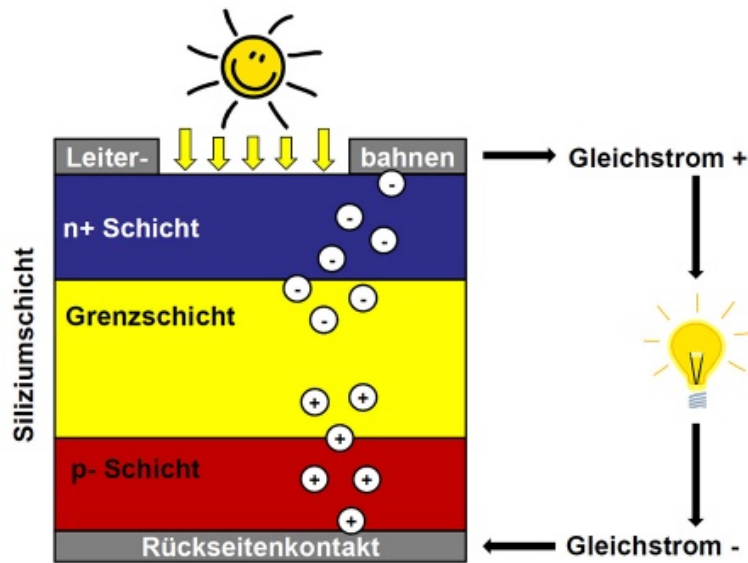 Leiter-
bahnen
Gleichstrom +
n+ Schicht
Grenzschicht
Siliziumschicht
p- Schicht
Rückseitenkontakt
Gleichstrom -